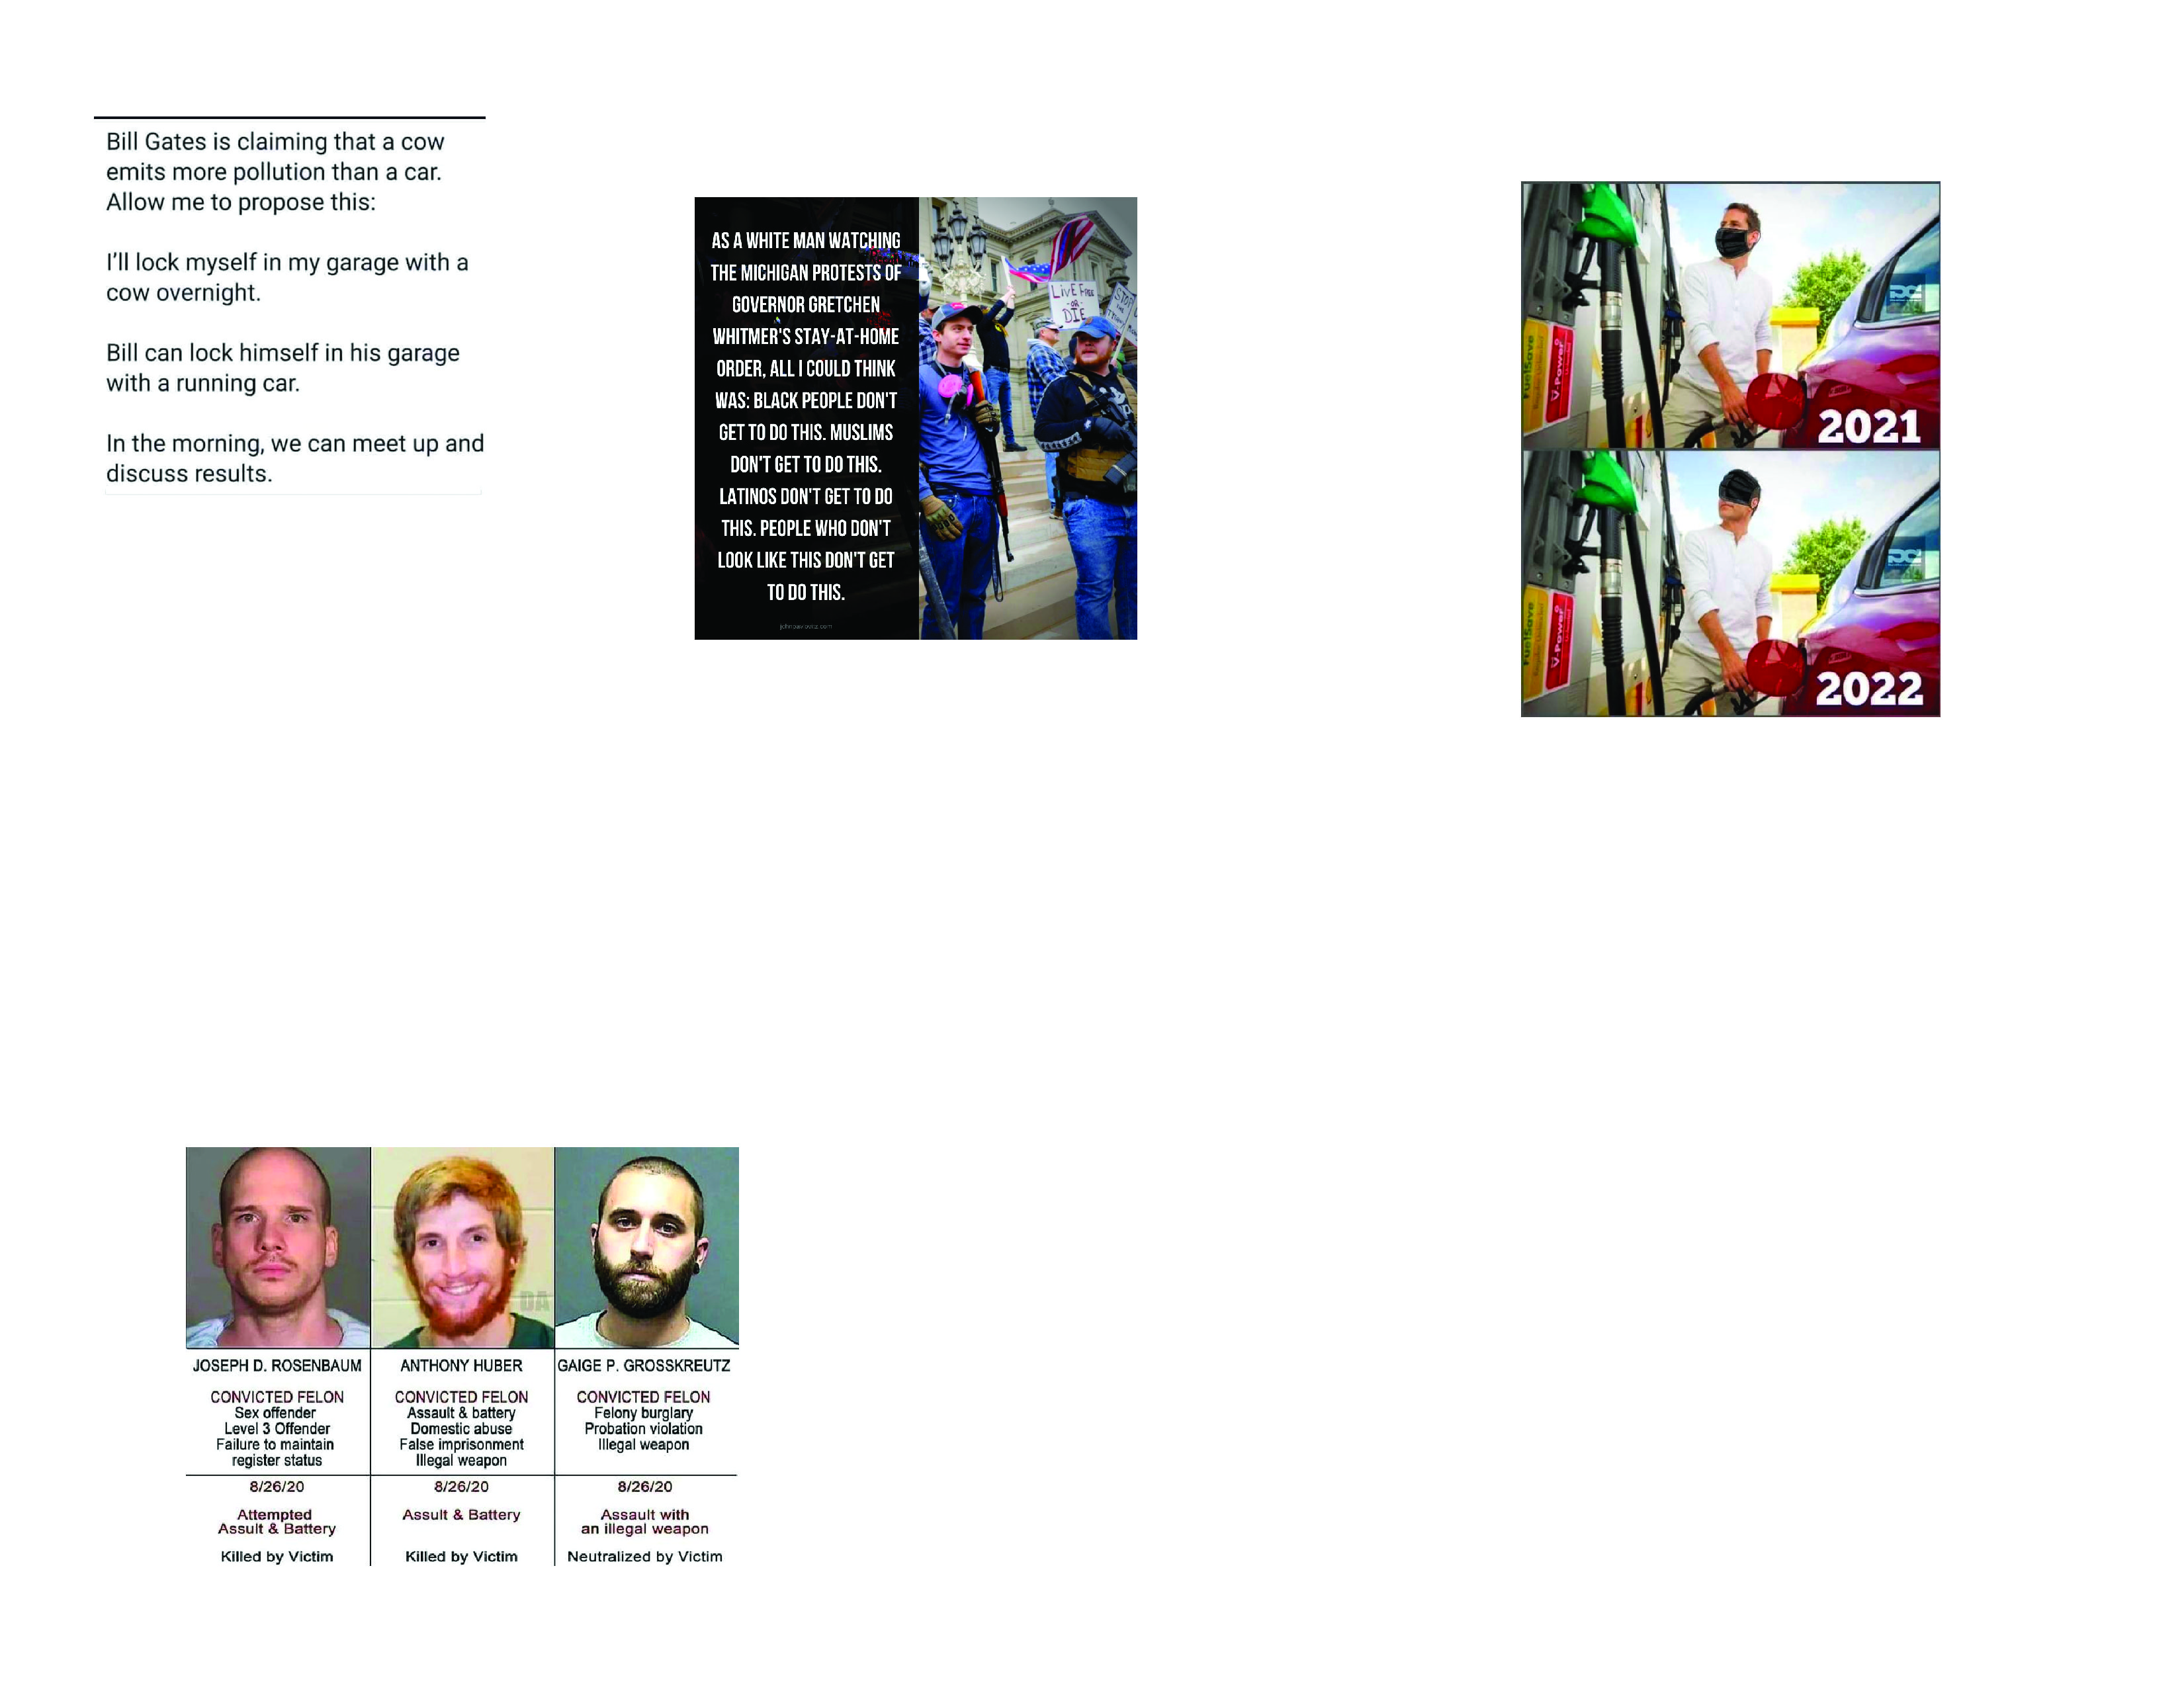 Bill Gates is claiming that a cow
emits more pollution than a car.
Allow me to propose this:
I'll lock myself in my garage with a
cow overnight.
Bill can lock himself in his garage
with a running car.
In the morning, we can meet up and
discuss results.
AS A WHITE MAN WATCHING
THE MICHIGAN PROTESTS OF
GOVERNOR GRETCHEN
WHITMER'S STAY-AT-HOME
ORDER, ALL I COULD THINK
WAS: BLACK PEOPLE DON'T
GET TO DO THIS. MUSLIMS
DON'T GET TO DO THIS.
LATINOS DON'T GET TO DO
THIS. PEOPLE WHO DON'T
LOOK LIKE THIS DON'T GET
TO DO THIS.
johnpavlovitz.com
LIVE FREE
-OR-
DIE
STOP
THE
FuelSave
V-Power
2021
FuelSave
V-Power
2022
DA
JOSEPH D. ROSENBAUM
CONVICTED FELON
Sex offender
Level 3 Offender
Failure to maintain
register status
8/26/20
Attempted
Assult & Battery
Killed by Victim
ANTHONY HUBER
CONVICTED FELON
Assault & battery
Domestic abuse
False imprisonment
Illegal weapon
8/26/20
Assult & Battery
Killed by Victim
GAIGE P. GROSSKREUTZ
CONVICTED FELON
Felony burglary
Probation violation
Illegal weapon
8/26/20
Assault with
an illegal weapon
Neutralized by Victim